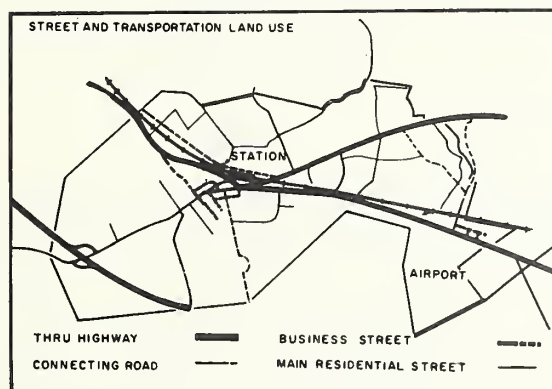 STREET AND TRANSPORTATION LAND USE
STATION
AIRPORT
THRU HIGHWAY
BUSINESS STREET
CONNECTING ROAD
MAIN RESIDENTIAL STREET